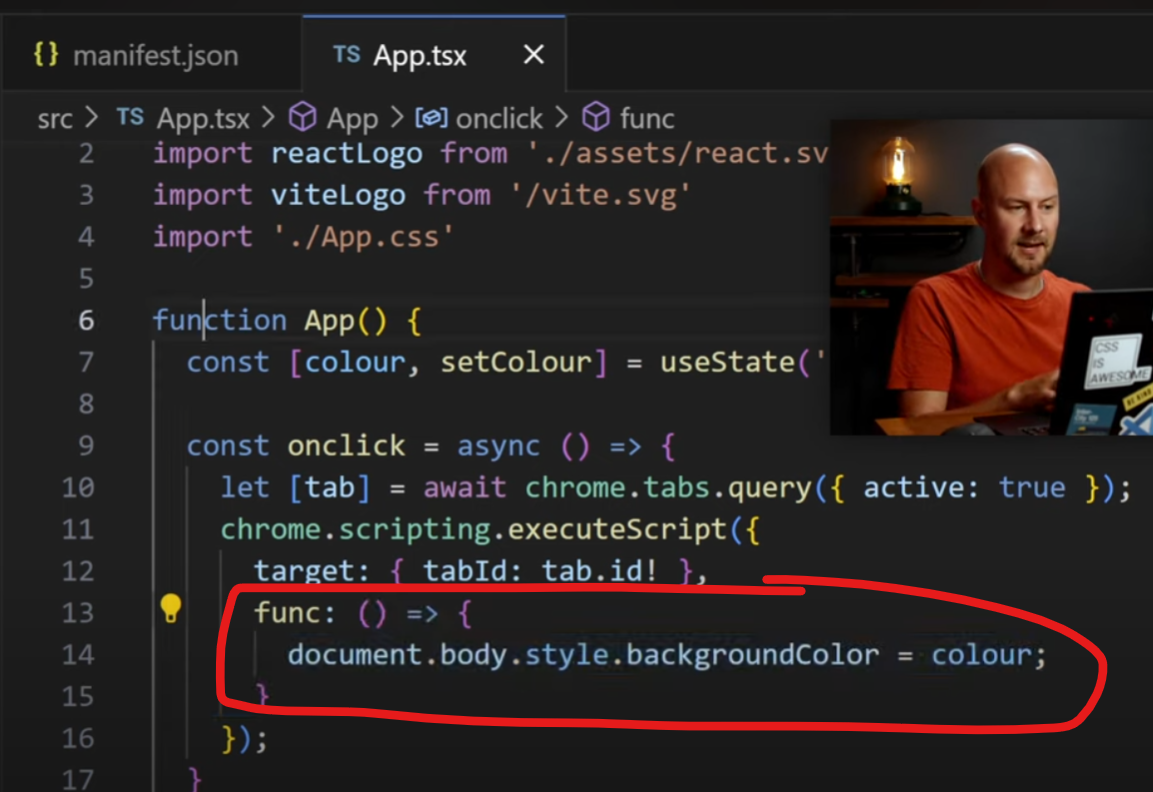 {} manifest.json
TS App.tsx ×
src > TS App.tsx > App > onclick > func
2 import reactLogo from './assets/react.sv
3 import viteLogo from '/vite.svg'
4 import './App.css'
5
6 function App() {
7 const [colour, setColour] = useState('
8
9 const onclick = async () => {
10 let [tab] = await chrome.tabs.query({ active: true });
11 chrome.scripting.executeScript({
12 target: { tabId: tab.id! },
13 func: () => {
14 document.body.style.backgroundColor = colour;
15 }
16 });
17 }
CSS
IS
AWESOME